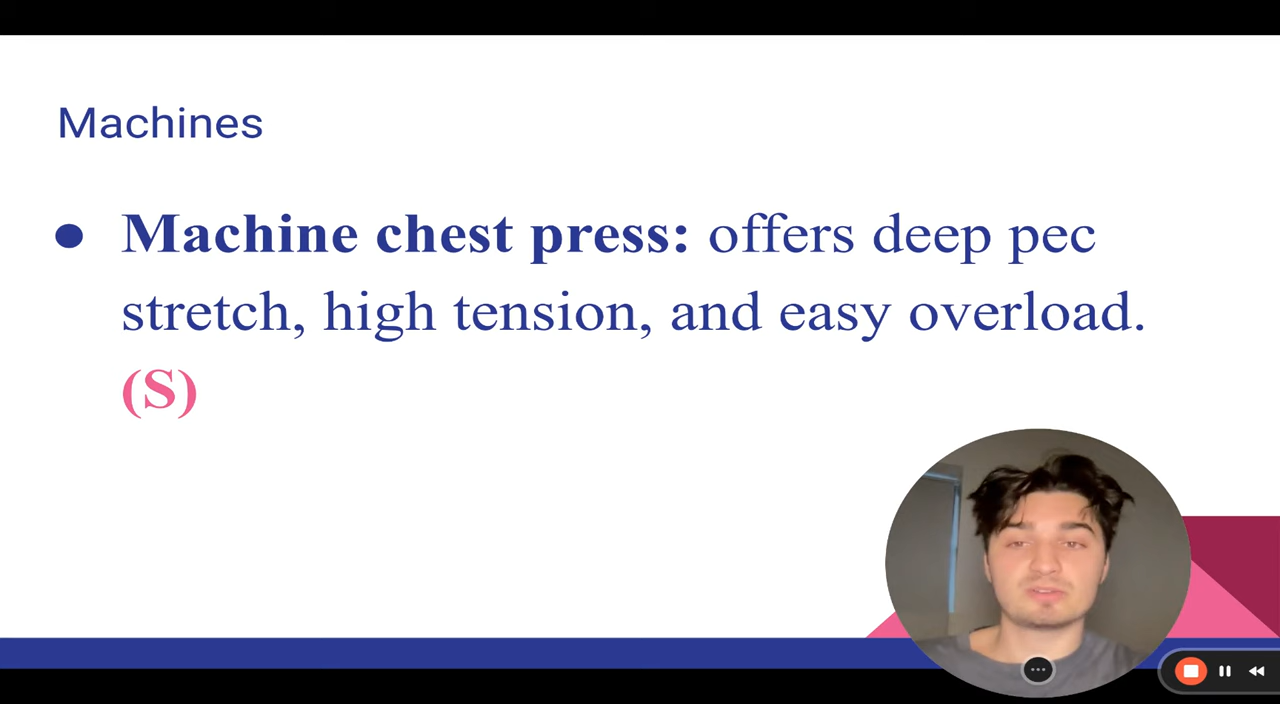 Machines
● Machine chest press: offers deep pec
stretch, high tension, and easy overload.
(S)